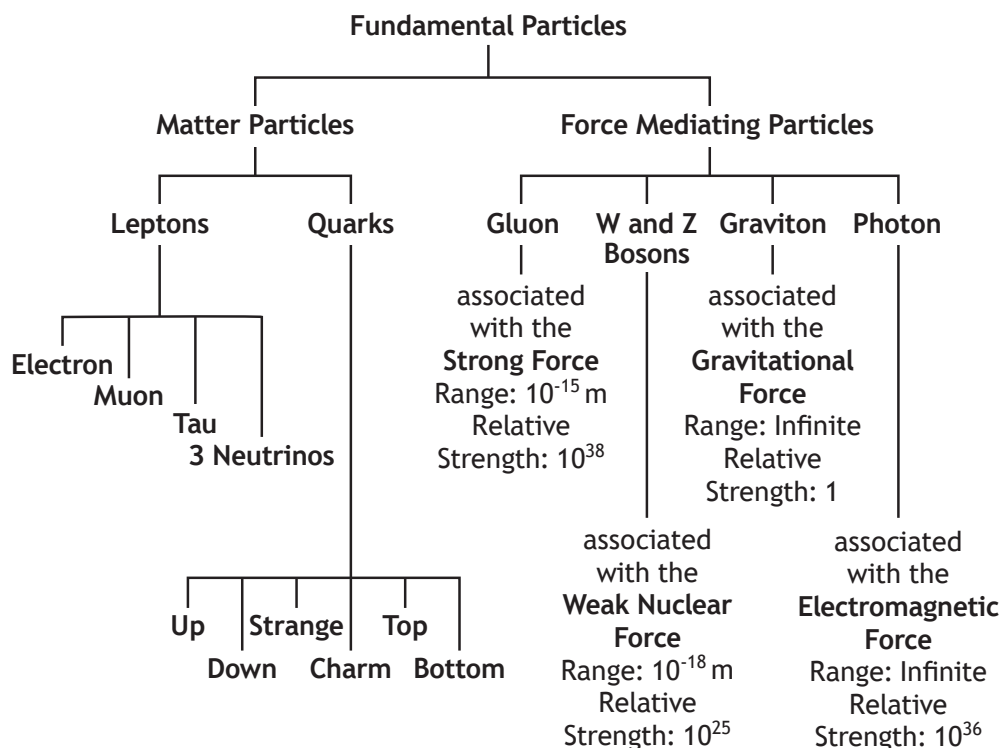 Fundamental Particles
Matter Particles
Force Mediating Particles
Leptons
Quarks
Gluon
W and Z
Bosons
Graviton
Photon
Electron
Muon
Tau
3 Neutrinos
Up
Down
Strange
Charm
Top
Bottom
associated
with the
Strong Force
Range: 10⁻¹⁵ m
Relative
Strength: 10³⁸
associated
with the
Weak Nuclear
Force
Range: 10⁻¹⁸ m
Relative
Strength: 10²⁵
associated
with the
Gravitational
Force
Range: Infinite
Relative
Strength: 1
associated
with the
Electromagnetic
Force
Range: Infinite
Relative
Strength: 10³⁶